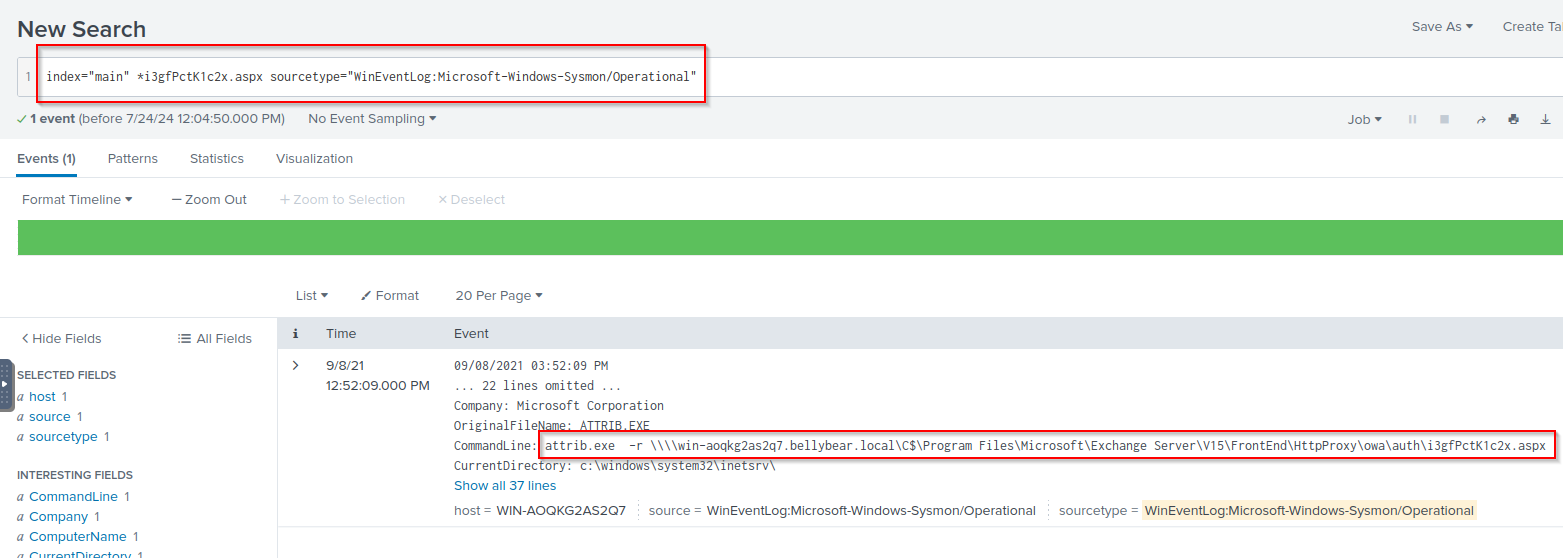 New Search
Save As
Create Ta
1 index="main" *i3gfPctK1c2x.aspx sourcetype="WinEventLog:Microsoft-Windows-Sysmon/Operational"
1 event (before 7/24/24 12:04:50.000 PM) No Event Sampling
Job
Events (1) Patterns Statistics Visualization
Format Timeline — Zoom Out + Zoom to Selection × Deselect
List Format 20 Per Page
Hide Fields All Fields
i Time Event
SELECTED FIELDS
a host 1
a source 1
a sourcetype 1
INTERESTING FIELDS
a CommandLine 1
a Company 1
a ComputerName 1
a CurrentDirectory 1
9/8/21
12:52:09.000 PM
09/08/2021 03:52:09 PM
... 22 lines omitted ...
Company: Microsoft Corporation
OriginalFileName: ATTRIB.EXE
CommandLine: attrib.exe -r \\\\win-aoqkg2as2q7.bellybear.local\C$\Program Files\Microsoft\Exchange Server\V15\FrontEnd\HttpProxy\owa\auth\i3gfPctK1c2x.aspx
CurrentDirectory: c:\windows\system32\inetsrv\
Show all 37 lines
host = WIN-AOQKG2AS2Q7 source = WinEventLog:Microsoft-Windows-Sysmon/Operational sourcetype = WinEventLog:Microsoft-Windows-Sysmon/Operational